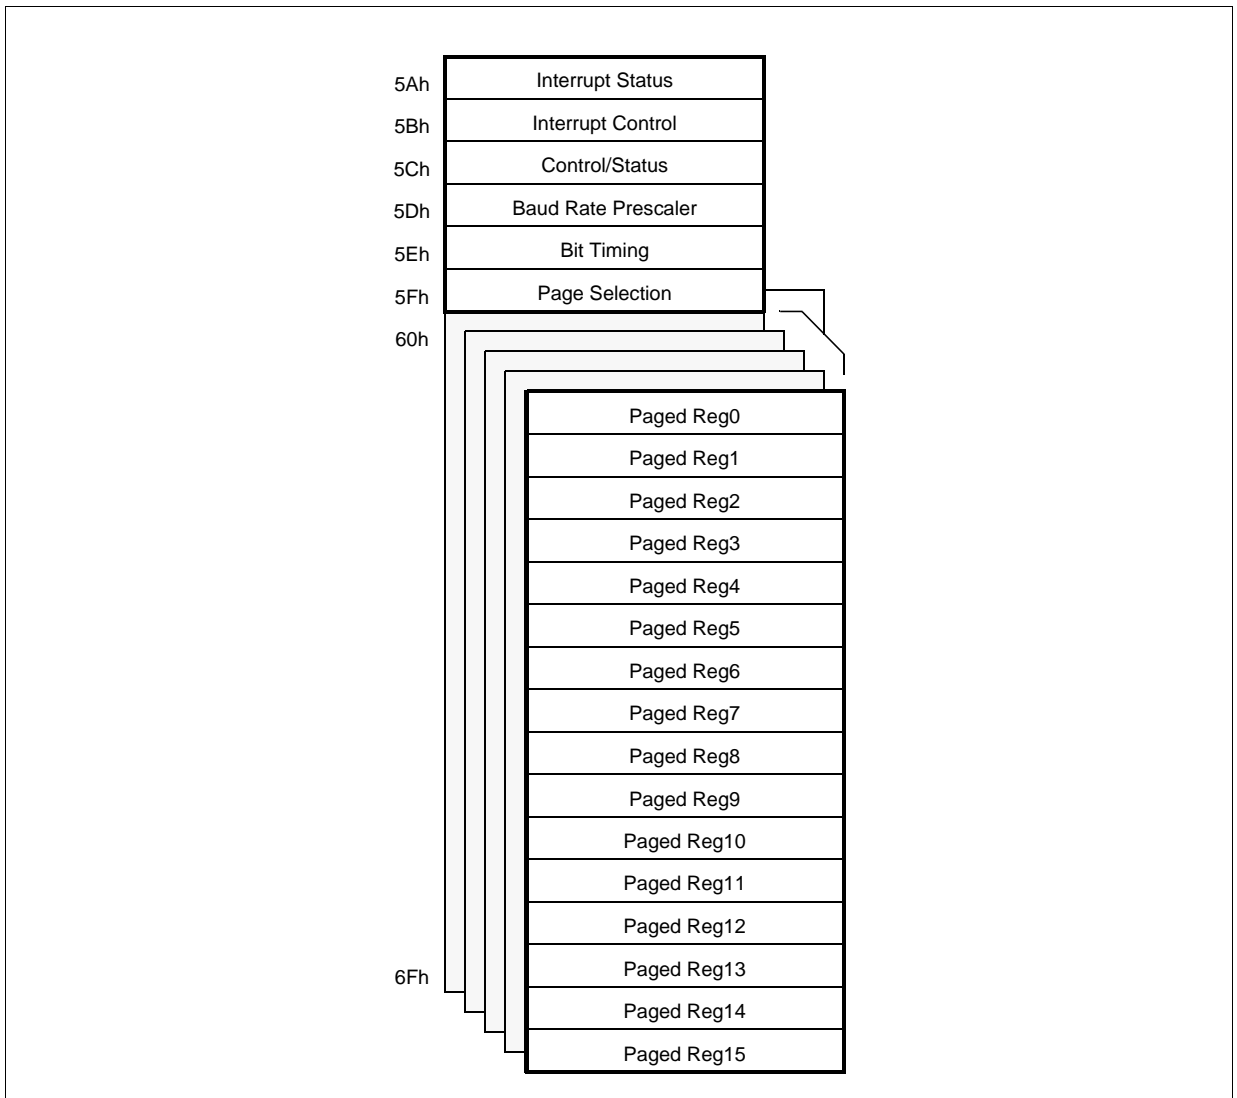 5Ah Interrupt Status
5Bh Interrupt Control
5Ch Control/Status
5Dh Baud Rate Prescaler
5Eh Bit Timing
5Fh Page Selection
60h
Paged Reg0
Paged Reg1
Paged Reg2
Paged Reg3
Paged Reg4
Paged Reg5
Paged Reg6
Paged Reg7
Paged Reg8
Paged Reg9
Paged Reg10
Paged Reg11
Paged Reg12
6Fh Paged Reg13
Paged Reg14
Paged Reg15